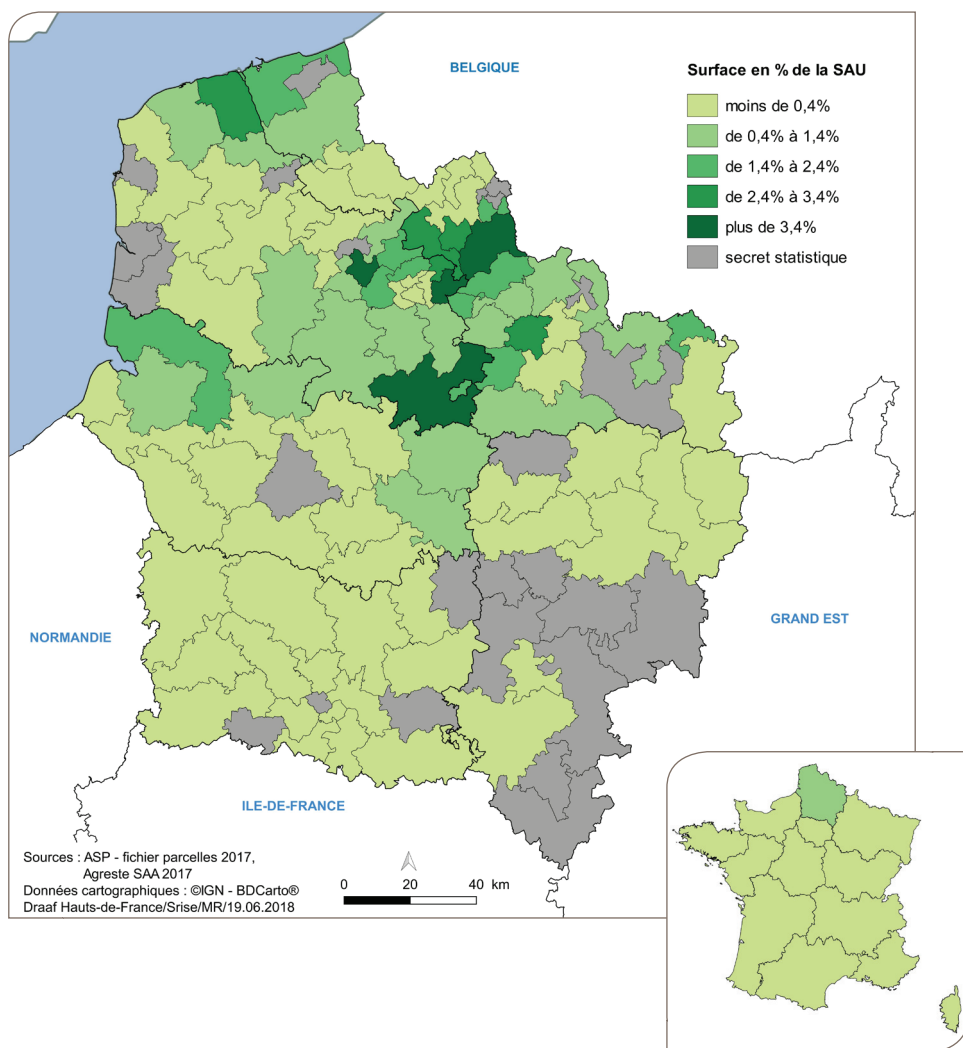 BELGIQUE
Surface en % de la SAU
moins de 0,4%
de 0,4% à 1,4%
de 1,4% à 2,4%
de 2,4% à 3,4%
plus de 3,4%
secret statistique
NORMANDIE
GRAND EST
ILE-DE-FRANCE
Sources : ASP - fichier parcelles 2017,
Agreste SAA 2017
Données cartographiques : ©IGN - BDCarto®
Draaf Hauts-de-France/Srise/MR/19.06.2018
0 20 40 km